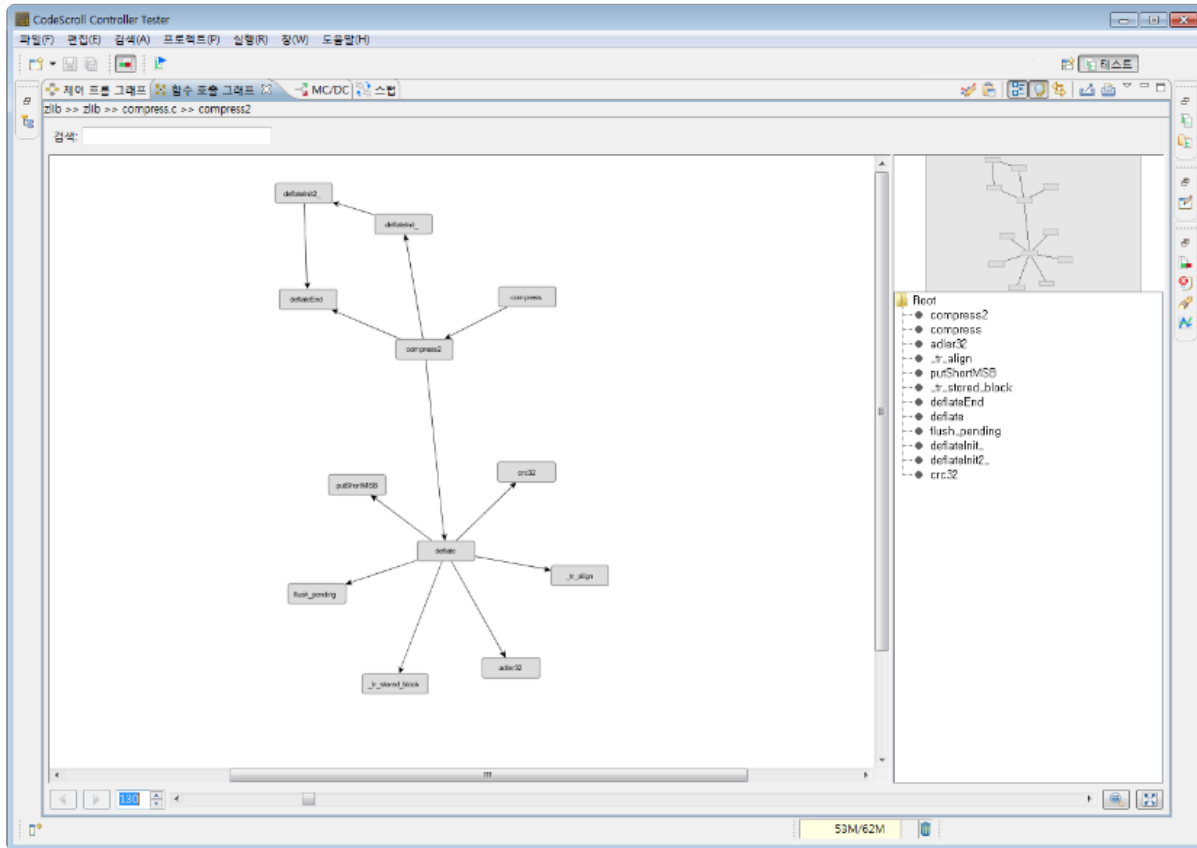 CodeScroll Controller Tester
파일(F) 편집(E) 검색(A) 프로젝트(P) 실행(R) 창(W) 도움말(H)
테스트
제어 흐름 그래프 함수 호출 그래프 MC/DC 스텁
zlib >> zlib >> compress.c >> compress2
검색:
deflateInit2_
deflateInit_
deflateEnd
compress
compress2
crc32
putShortMSB
deflate
_tr_align
flush_pending
adler32
_tr_stored_block
Root
compress2
compress
adler32
_tr_align
putShortMSB
_tr_stored_block
deflateEnd
deflate
flush_pending
deflateInit_
deflateInit2_
crc32
130
53M/62M